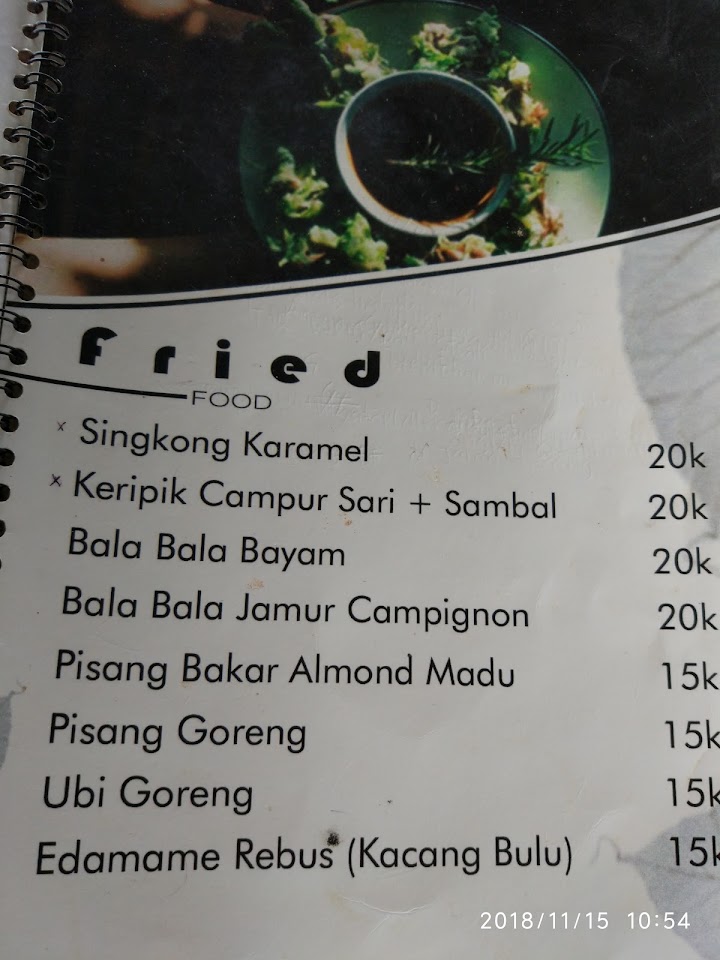 Fried
FOOD
x Singkong Karamel 20k
x Keripik Campur Sari + Sambal 20k
Bala Bala Bayam 20k
Bala Bala Jamur Campignon 20k
Pisang Bakar Almond Madu 15k
Pisang Goreng 15k
Ubi Goreng 15k
Edamame Rebus (Kacang Bulu) 15k
2018/11/15 10:54